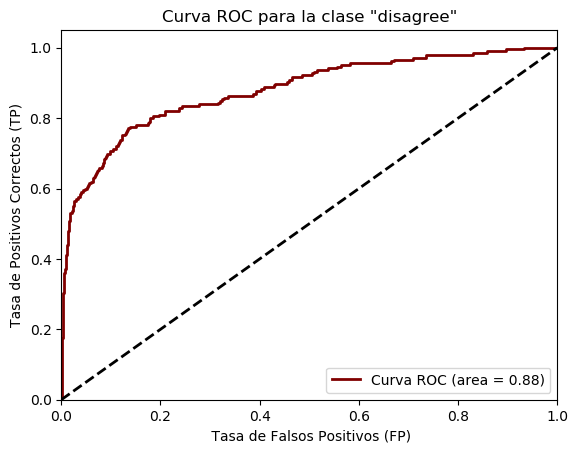 Curva ROC para la clase "disagree"
Tasa de Positivos Correctos (TP)
1.0
0.8
0.6
0.4
0.2
0.0
0.0 0.2 0.4 0.6 0.8 1.0
Curva ROC (area = 0.88)
Tasa de Falsos Positivos (FP)